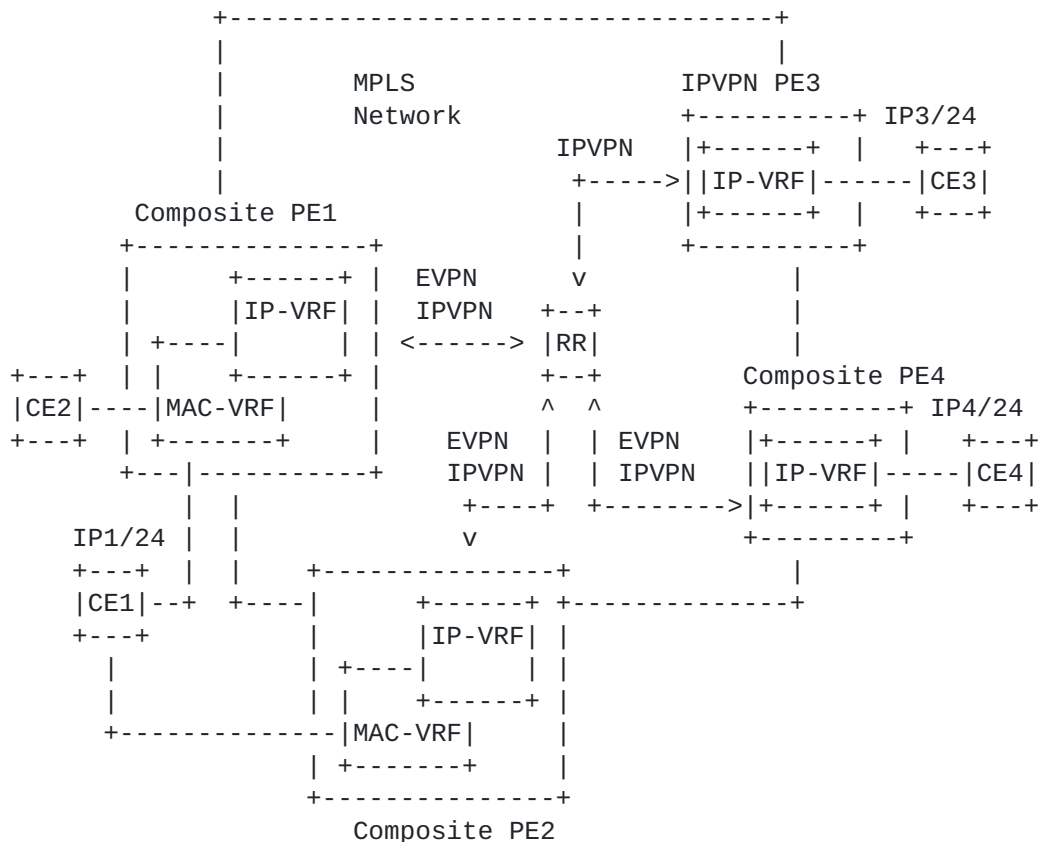 MPLS IPVPN PE3
Network IP3/24
IPVPN
IP-VRF CE3
Composite PE1
EVPN
IP-VRF IPVPN
RR
Composite PE4
CE2 MAC-VRF IP4/24
EVPN EVPN
IPVPN IPVPN IP-VRF CE4
IP1/24
CE1
IP-VRF
MAC-VRF
Composite PE2